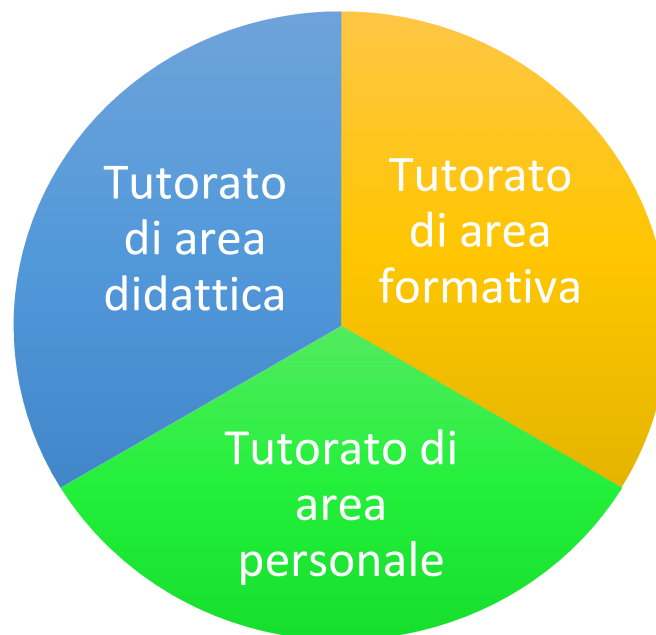 Tutorato
di area
didattica
Tutorato
di area
formativa
Tutorato di
area
personale